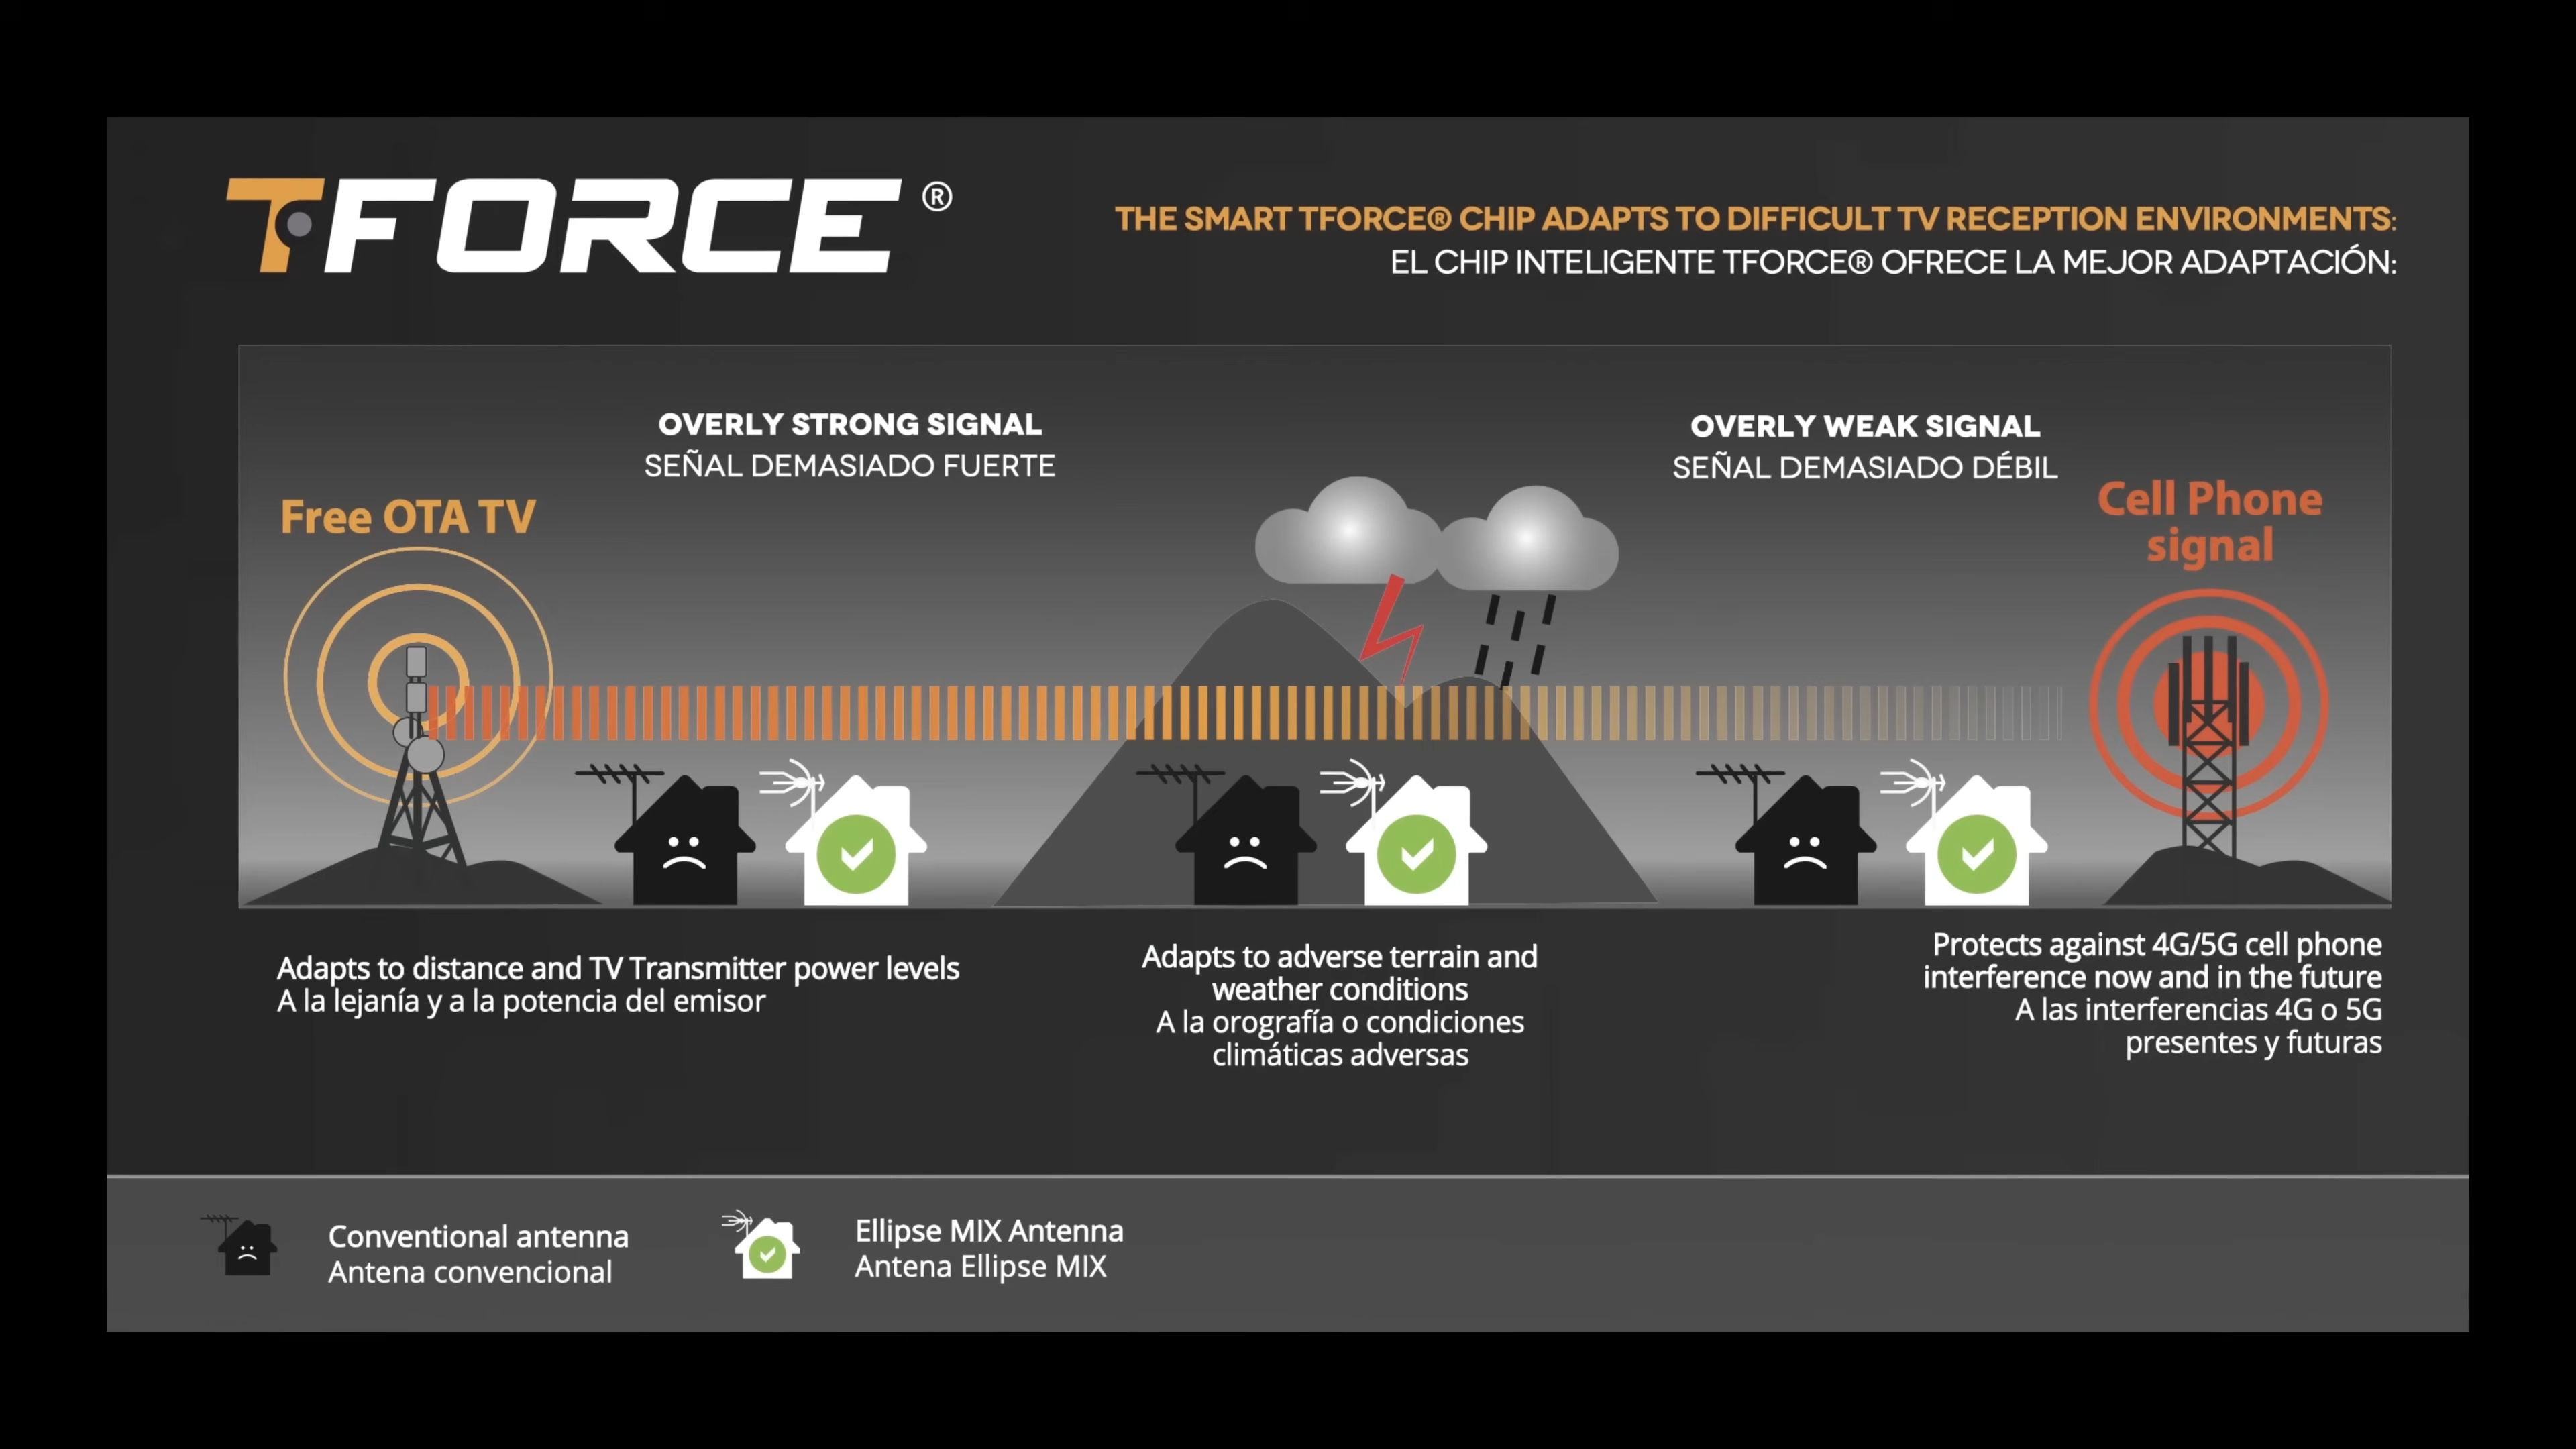 TFORCE®
THE SMART TFORCE® CHIP ADAPTS TO DIFFICULT TV RECEPTION ENVIRONMENTS:
EL CHIP INTELIGENTE TFORCE® OFRECE LA MEJOR ADAPTACIÓN:
OVERLY STRONG SIGNAL
SEÑAL DEMASIADO FUERTE
OVERLY WEAK SIGNAL
SEÑAL DEMASIADO DÉBIL
Free OTA TV
Cell Phone
signal
Adapts to distance and TV Transmitter power levels
A la lejanía y a la potencia del emisor
Adapts to adverse terrain and
weather conditions
A la orografía o condiciones
climáticas adversas
Protects against 4G/5G cell phone
interference now and in the future
A las interferencias 4G o 5G
presentes y futuras
Conventional antenna
Antena convencional
Ellipse MIX Antenna
Antena Ellipse MIX